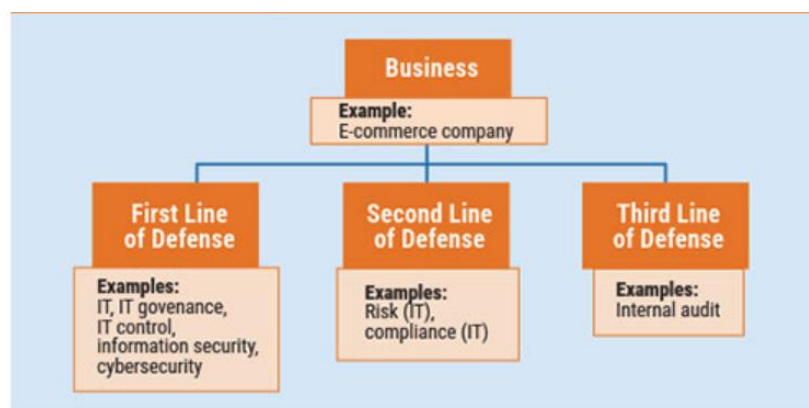 Business
Example:
E-commerce company
First Line
of Defense
Examples:
IT, IT govenance,
IT control,
information security,
cybersecurity
Second Line
of Defense
Examples:
Risk (IT),
compliance (IT)
Third Line
of Defense
Examples:
Internal audit